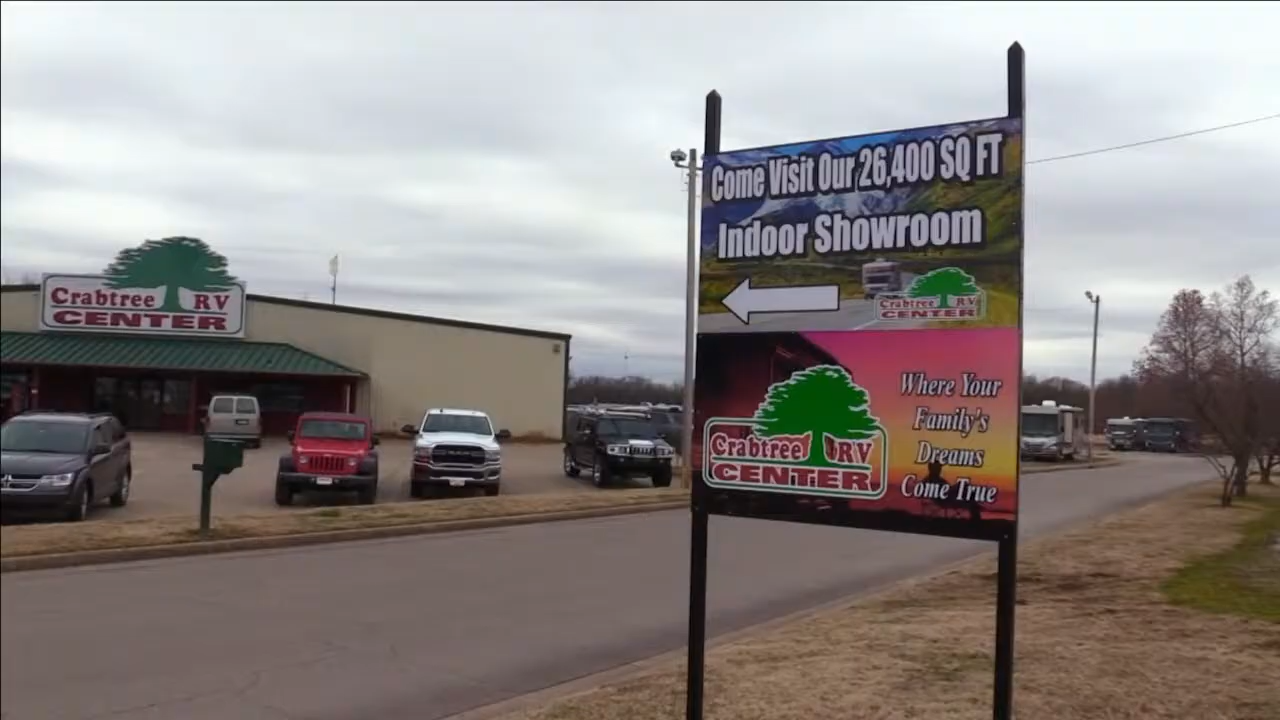 Crabtree RV
CENTER
Come Visit Our 26,400 SQ FT
Indoor Showroom
Crabtree RV
CENTER
Crabtree RV
CENTER
Where Your
Family's
Dreams
Come True